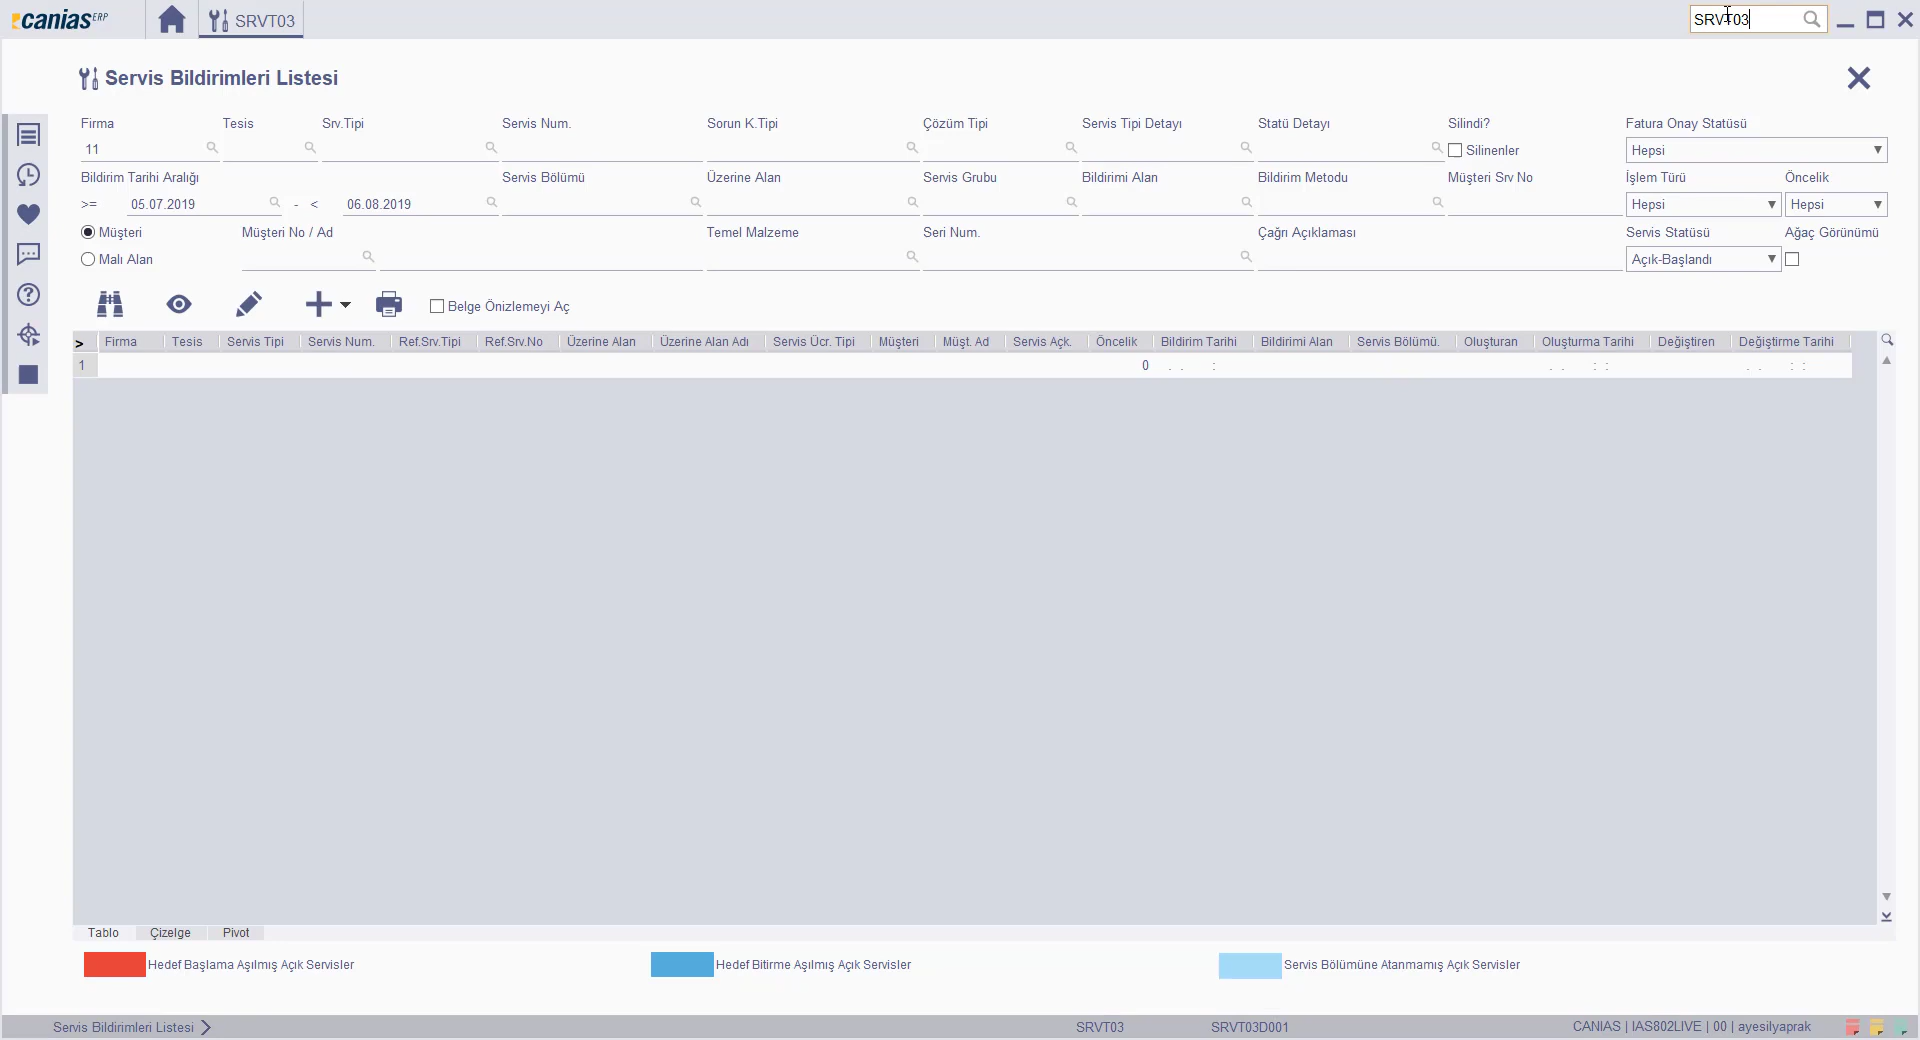 canias ERP
SRVT03
SRVT03
Servis Bildirimleri Listesi
Firma Tesis Srv.Tipi Servis Num. Sorun K.Tipi Çözüm Tipi Servis Tipi Detayı Statü Detayı Silindi? Fatura Onay Statüsü
11 Silinenler Hepsi
Bildirim Tarihi Aralığı Servis Bölümü Üzerine Alan Servis Grubu Bildirimi Alan Bildirim Metodu Müşteri Srv No İşlem Türü Öncelik
>= 05.07.2019 - < 06.08.2019 Hepsi Hepsi
Müşteri Müşteri No / Ad Temel Malzeme Seri Num. Çağrı Açıklaması Servis Statüsü Ağaç Görünümü
Malı Alan Açık-Başlandı
Belge Önizlemeyi Aç
> Firma Tesis Servis Tipi Servis Num. Ref.Srv.Tipi Ref.Srv.No Üzerine Alan Üzerine Alan Adı Servis Ücr. Tipi Müşteri Müşt. Ad Servis Açk. Öncelik Bildirim Tarihi Bildirimi Alan Servis Bölümü. Oluşturan Oluşturma Tarihi Değiştiren Değiştirme Tarihi
1 0 . . : . . : : . . : :
Tablo Çizelge Pivot
Hedef Başlama Aşılmış Açık Servisler Hedef Bitirme Aşılmış Açık Servisler Servis Bölümüne Atanmamış Açık Servisler
Servis Bildirimleri Listesi SRVT03 SRVT03D001 CANIAS | IAS802LIVE | 00 | ayesilyaprak